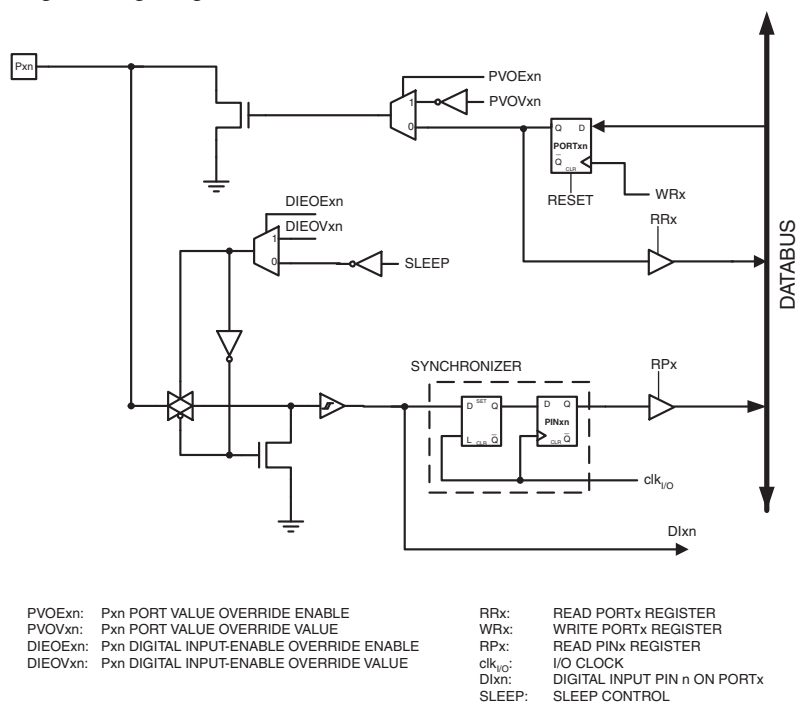 Pxn
PVOExn
PVOVxn
1
0
Q D
PORTxn
Q
CLR
RESET
WRx
RRx
DATABUS
DIEOExn
DIEOVxn
1
0
SLEEP
SYNCHRONIZER
RPx
D SET Q
L CLR Q
D Q
PINxn
CLR Q
clkI/O
DIxn
PVOExn: Pxn PORT VALUE OVERRIDE ENABLE
PVOVxn: Pxn PORT VALUE OVERRIDE VALUE
DIEOExn: Pxn DIGITAL INPUT-ENABLE OVERRIDE ENABLE
DIEOVxn: Pxn DIGITAL INPUT-ENABLE OVERRIDE VALUE
RRx: READ PORTx REGISTER
WRx: WRITE PORTx REGISTER
RPx: READ PINx REGISTER
clkI/O: I/O CLOCK
DIxn: DIGITAL INPUT PIN n ON PORTx
SLEEP: SLEEP CONTROL